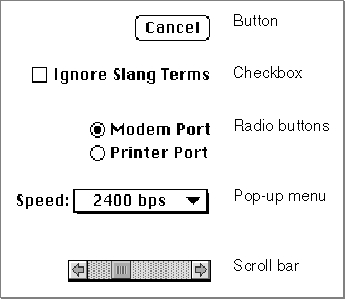 Cancel Button
Ignore Slang Terms Checkbox
Modem Port Radio buttons
Printer Port
Speed: 2400 bps Pop-up menu
Scroll bar